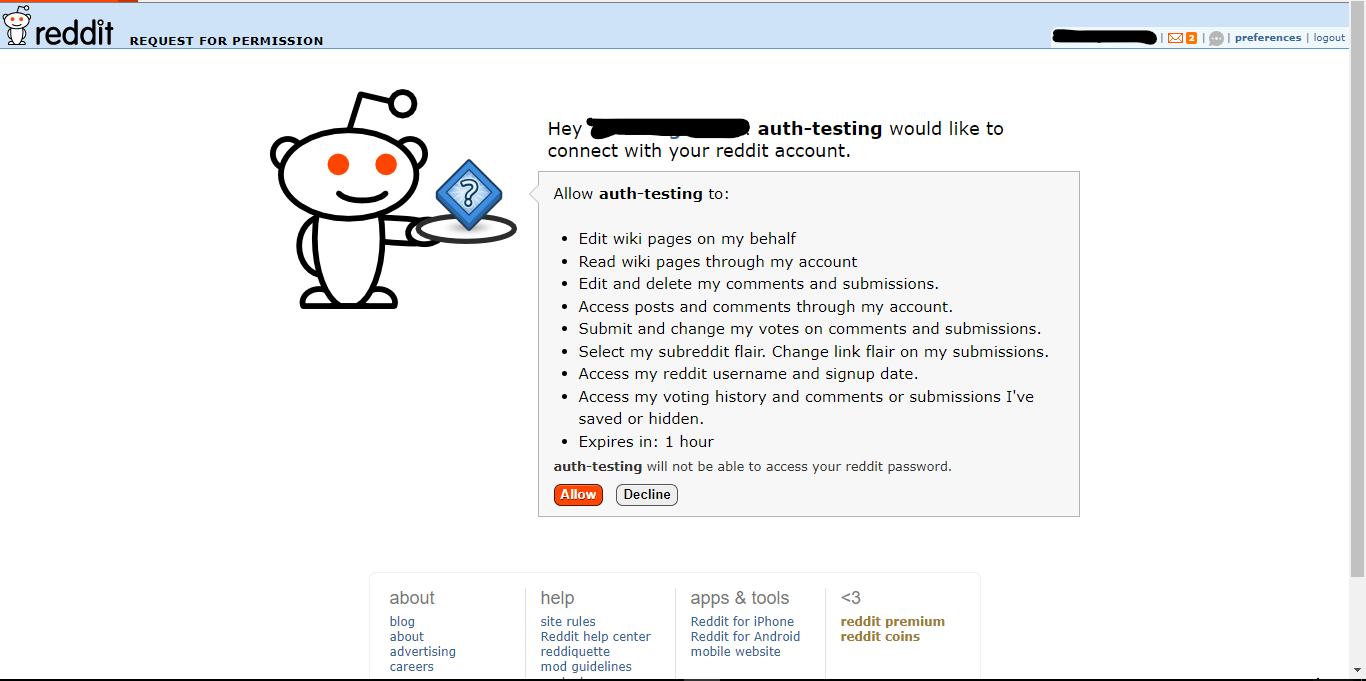 reddit REQUEST FOR PERMISSION
2 | preferences | logout
Hey auth-testing would like to
connect with your reddit account.
?
Allow auth-testing to:
Edit wiki pages on my behalf
Read wiki pages through my account
Edit and delete my comments and submissions.
Access posts and comments through my account.
Submit and change my votes on comments and submissions.
Select my subreddit flair. Change link flair on my submissions.
Access my reddit username and signup date.
Access my voting history and comments or submissions I've
saved or hidden.
Expires in: 1 hour
auth-testing will not be able to access your reddit password.
Allow Decline
about
blog
about
advertising
careers
help
site rules
Reddit help center
reddiquette
mod guidelines
apps & tools
Reddit for iPhone
Reddit for Android
mobile website
<3
reddit premium
reddit coins